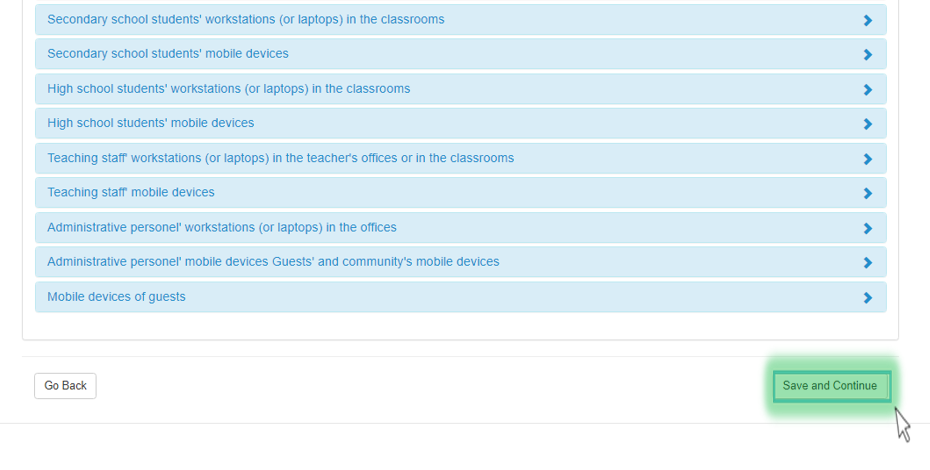 Secondary school students' workstations (or laptops) in the classrooms
Secondary school students' mobile devices
High school students' workstations (or laptops) in the classrooms
High school students' mobile devices
Teaching staff' workstations (or laptops) in the teacher's offices or in the classrooms
Teaching staff' mobile devices
Administrative personel' workstations (or laptops) in the offices
Administrative personel' mobile devices Guests' and community's mobile devices
Mobile devices of guests
Go Back
Save and Continue